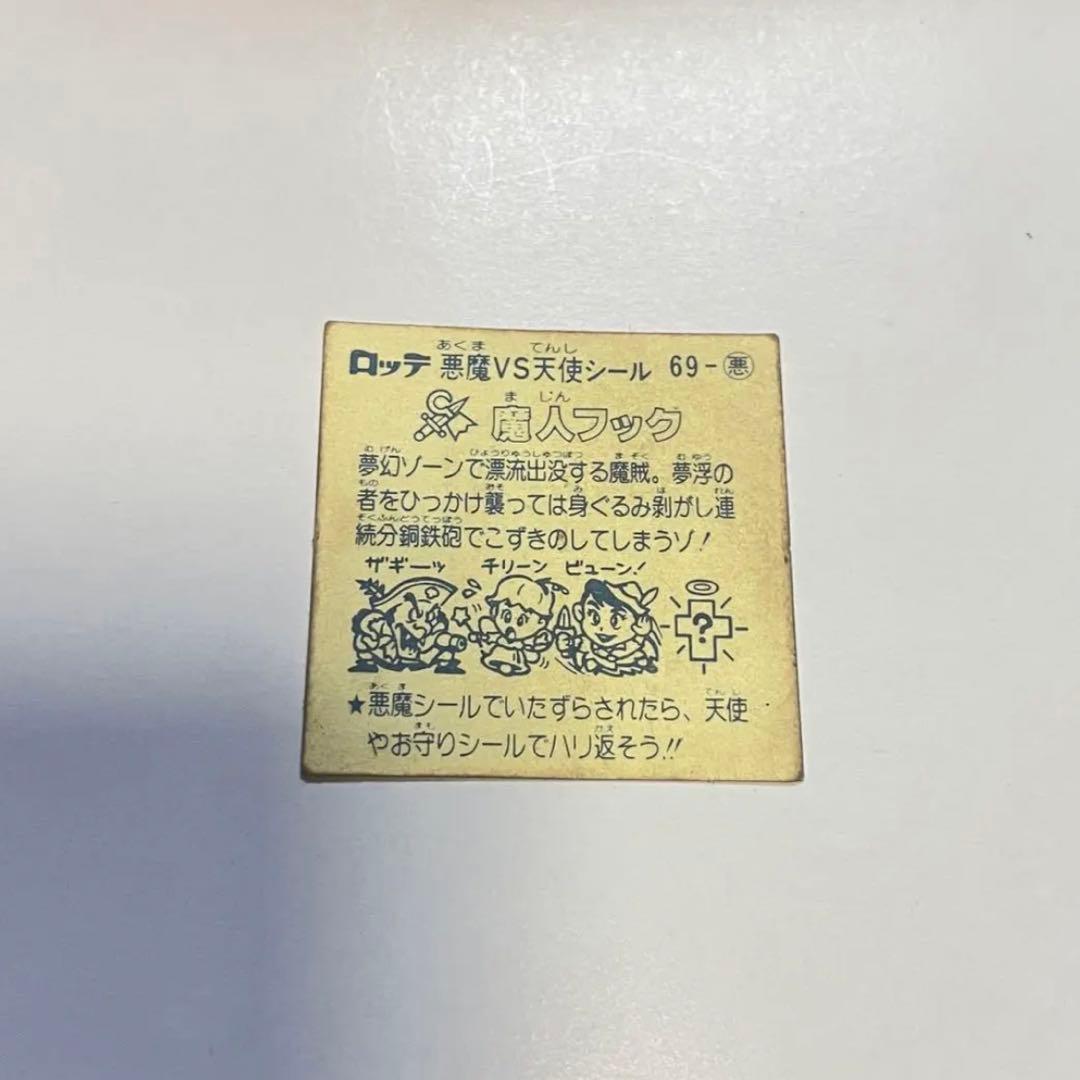 ロッテ 悪魔VS天使シール 69-悪
あくま てんし
魔人フック
まじん
夢幻ゾーンで漂流出没する魔賊。夢浮の
むげん ひょうりゅうしゅつぼつ まぞく むゆう
者をひっかけ襲っては身ぐるみ剥がし連
もの みそ み は れん
続分銅鉄砲でこずきのしてしまうゾ!
ぞくふんどうてっぽう
ザギーッ チリーン ビューン!
?
★悪魔シールでいたずらされたら、天使
あくま てんし
やお守りシールでハリ返そう!!
まも かえ